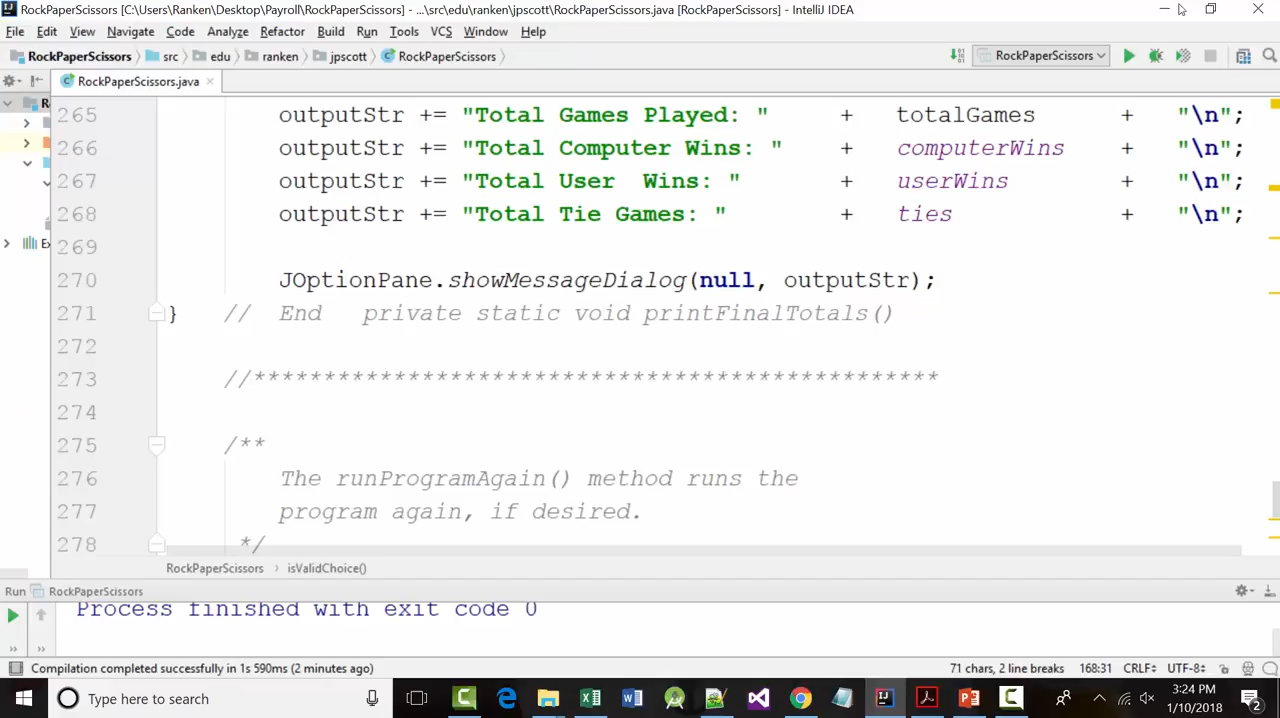 RockPaperScissors [C:\Users\Ranken\Desktop\Payroll\RockPaperScissors] - ...\src\edu\ranken\jpscott\RockPaperScissors.java [RockPaperScissors] - IntelliJ IDEA
File Edit View Navigate Code Analyze Refactor Build Run Tools VCS Window Help
RockPaperScissors src edu ranken jpscott RockPaperScissors RockPaperScissors
RockPaperScissors.java
265 outputStr += "Total Games Played: " + totalGames + "\n";
266 outputStr += "Total Computer Wins: " + computerWins + "\n";
267 outputStr += "Total User  Wins: " + userWins + "\n";
268 outputStr += "Total Tie Games: " + ties + "\n";
269
270 JOptionPane.showMessageDialog(null, outputStr);
271 } // End private static void printFinalTotals()
272
273 //*************************************************
274
275 /**
276 The runProgramAgain() method runs the
277 program again, if desired.
278 */
RockPaperScissors isValidChoice()
Run RockPaperScissors
Process finished with exit code 0
Compilation completed successfully in 1s 590ms (2 minutes ago) 71 chars, 2 line breaks 168:31 CRLF UTF-8
Type here to search
3:24 PM
1/10/2018
2